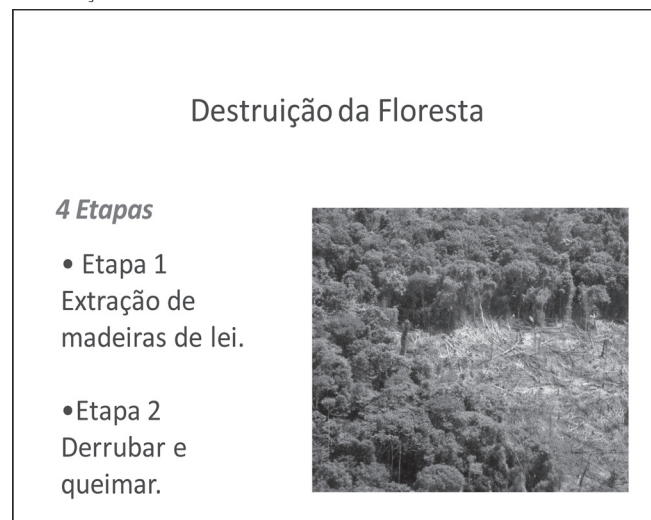 Destruição da Floresta
4 Etapas
• Etapa 1
Extração de
madeiras de lei.
•Etapa 2
Derrubar e
queimar.